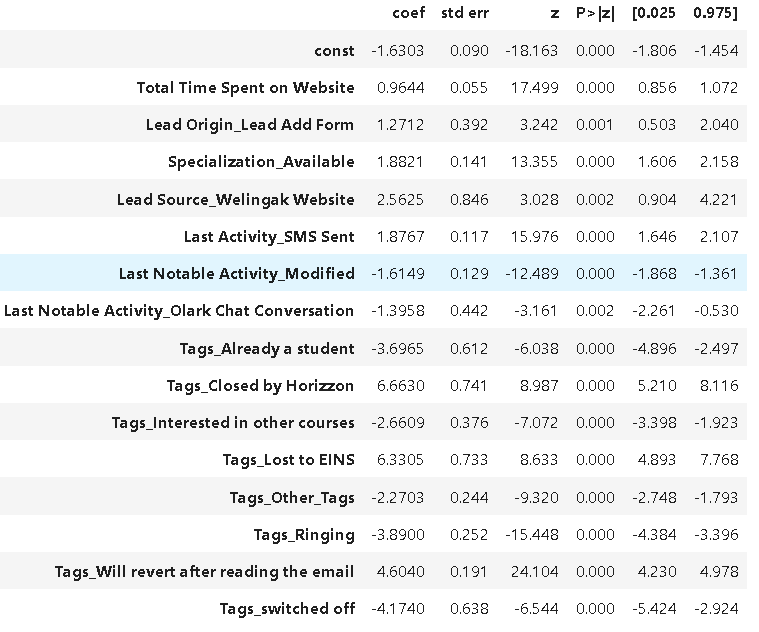 coef std err z P>|z| [0.025 0.975]
const -1.6303 0.090 -18.163 0.000 -1.806 -1.454
Total Time Spent on Website 0.9644 0.055 17.499 0.000 0.856 1.072
Lead Origin_Lead Add Form 1.2712 0.392 3.242 0.001 0.503 2.040
Specialization_Available 1.8821 0.141 13.355 0.000 1.606 2.158
Lead Source_Welingak Website 2.5625 0.846 3.028 0.002 0.904 4.221
Last Activity_SMS Sent 1.8767 0.117 15.976 0.000 1.646 2.107
Last Notable Activity_Modified -1.6149 0.129 -12.489 0.000 -1.868 -1.361
Last Notable Activity_Olark Chat Conversation -1.3958 0.442 -3.161 0.002 -2.261 -0.530
Tags_Already a student -3.6965 0.612 -6.038 0.000 -4.896 -2.497
Tags_Closed by Horizzon 6.6630 0.741 8.987 0.000 5.210 8.116
Tags_Interested in other courses -2.6609 0.376 -7.072 0.000 -3.398 -1.923
Tags_Lost to EINS 6.3305 0.733 8.633 0.000 4.893 7.768
Tags_Other_Tags -2.2703 0.244 -9.320 0.000 -2.748 -1.793
Tags_Ringing -3.8900 0.252 -15.448 0.000 -4.384 -3.396
Tags_Will revert after reading the email 4.6040 0.191 24.104 0.000 4.230 4.978
Tags_switched off -4.1740 0.638 -6.544 0.000 -5.424 -2.924